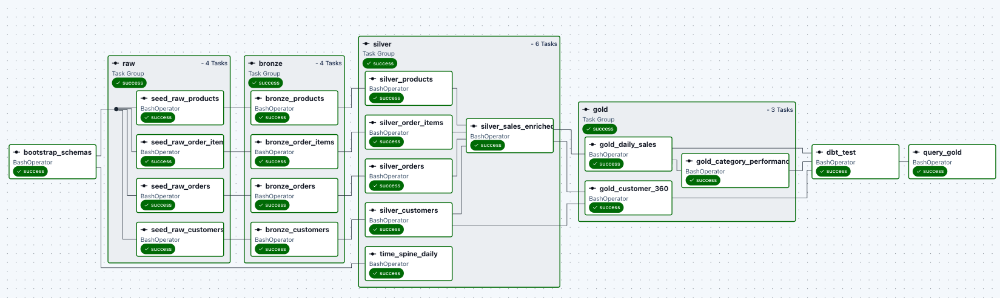 bootstrap_schemas
BashOperator
success
raw
- 4 Tasks
Task Group
success
seed_raw_products
BashOperator
success
seed_raw_order_item
BashOperator
success
seed_raw_orders
BashOperator
success
seed_raw_customers
BashOperator
success
bronze
- 4 Tasks
Task Group
success
bronze_products
BashOperator
success
bronze_order_items
BashOperator
success
bronze_orders
BashOperator
success
bronze_customers
BashOperator
success
silver
- 6 Tasks
Task Group
success
silver_products
BashOperator
success
silver_order_items
BashOperator
success
silver_orders
BashOperator
success
silver_customers
BashOperator
success
time_spine_daily
BashOperator
success
silver_sales_enriched
BashOperator
success
gold
- 3 Tasks
Task Group
success
gold_daily_sales
BashOperator
success
gold_category_performanc
BashOperator
success
gold_customer_360
BashOperator
success
dbt_test
BashOperator
success
query_gold
BashOperator
success